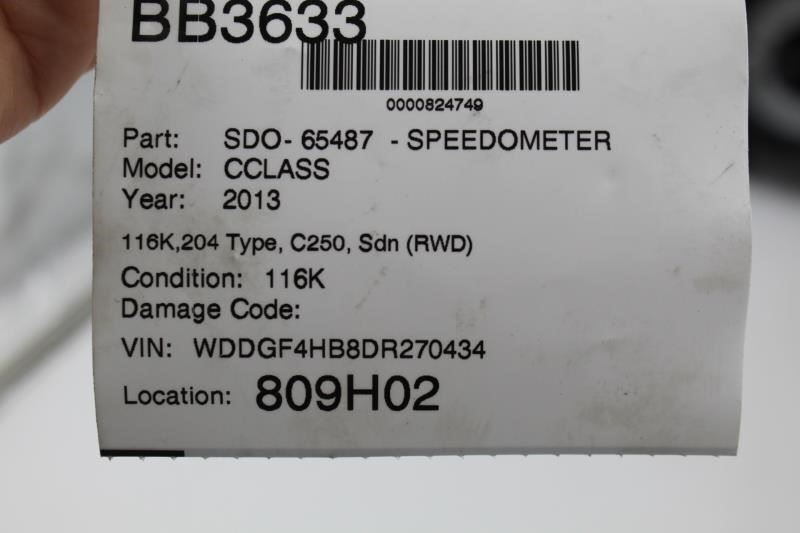 BB3633
0000824749
Part: SDO- 65487 - SPEEDOMETER
Model: CCLASS
Year: 2013
116K,204 Type, C250, Sdn (RWD)
Condition: 116K
Damage Code:
VIN: WDDGF4HB8DR270434
Location: 809H02